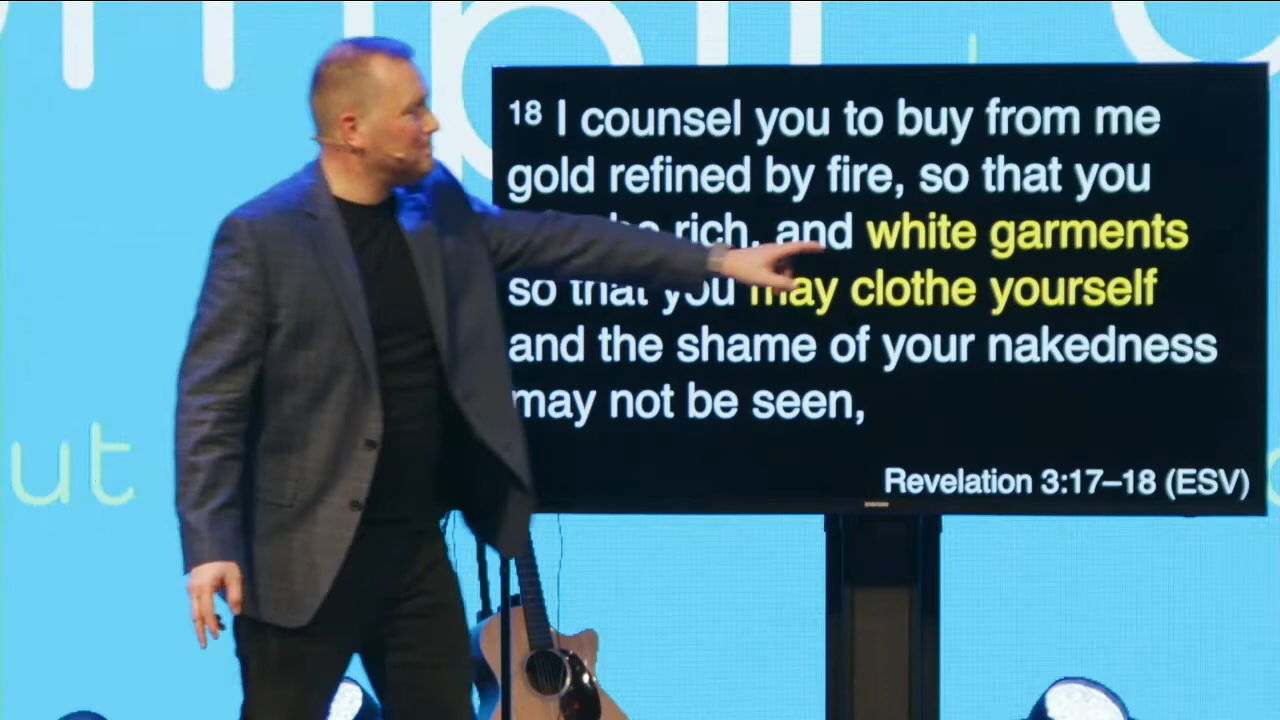 18 I counsel you to buy from me
gold refined by fire, so that you
rich, and white garments
so that you may clothe yourself
and the shame of your nakedness
may not be seen,
Revelation 3:17–18 (ESV)
ut